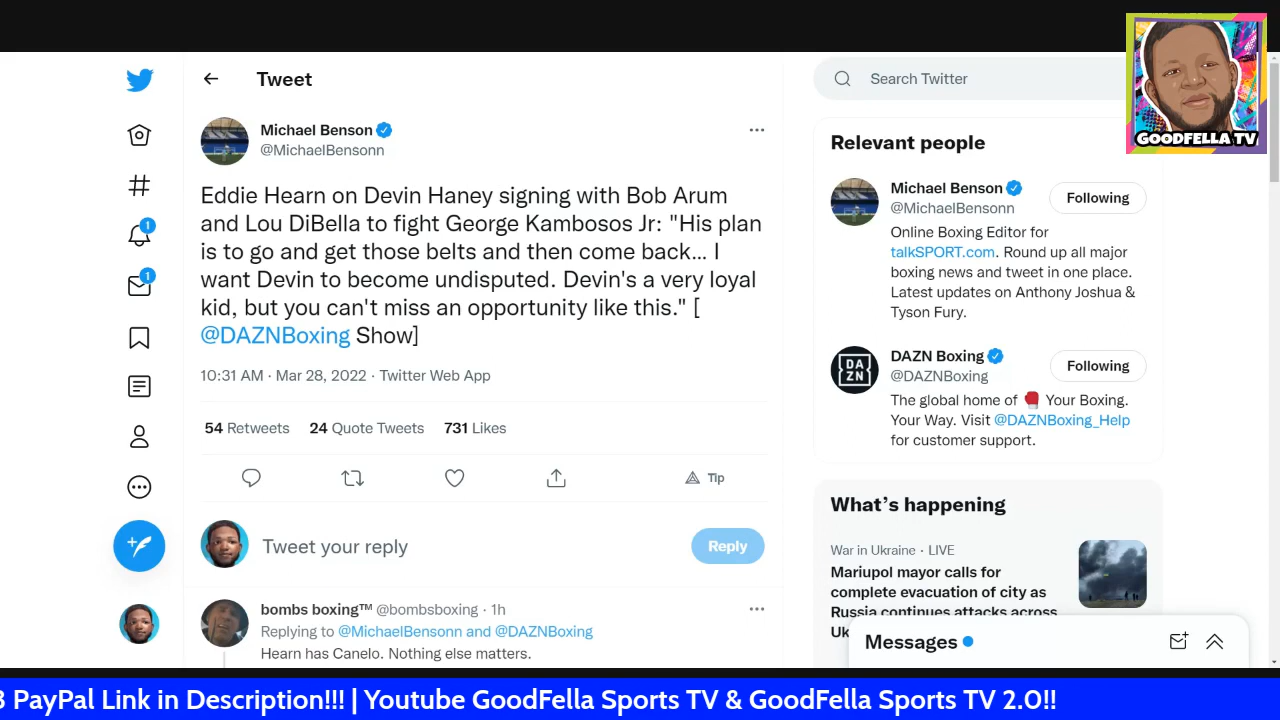 Tweet
Michael Benson
@MichaelBensonn
Eddie Hearn on Devin Haney signing with Bob Arum
and Lou DiBella to fight George Kambosos Jr: "His plan
is to go and get those belts and then come back... I
want Devin to become undisputed. Devin's a very loyal
kid, but you can't miss an opportunity like this." [
@DAZNBoxing Show]
10:31 AM · Mar 28, 2022 · Twitter Web App
54 Retweets 24 Quote Tweets 731 Likes
Tip
Tweet your reply
Reply
bombs boxing™ @bombsboxing · 1h
Replying to @MichaelBensonn and @DAZNBoxing
Hearn has Canelo. Nothing else matters.
1
1
Search Twitter
GOODFELLA TV
Relevant people
Michael Benson
@MichaelBensonn
Following
Online Boxing Editor for
talkSPORT.com. Round up all major
boxing news and tweet in one place.
Latest updates on Anthony Joshua &
Tyson Fury.
DA
ZN
DAZN Boxing
@DAZNBoxing
Following
The global home of 🥊 Your Boxing.
Your Way. Visit @DAZNBoxing_Help
for customer support.
What's happening
War in Ukraine · LIVE
Mariupol mayor calls for
complete evacuation of city as
Russia continues attacks across
Messages
PayPal Link in Description!!! | Youtube GoodFella Sports TV & GoodFella Sports TV 2.0!!